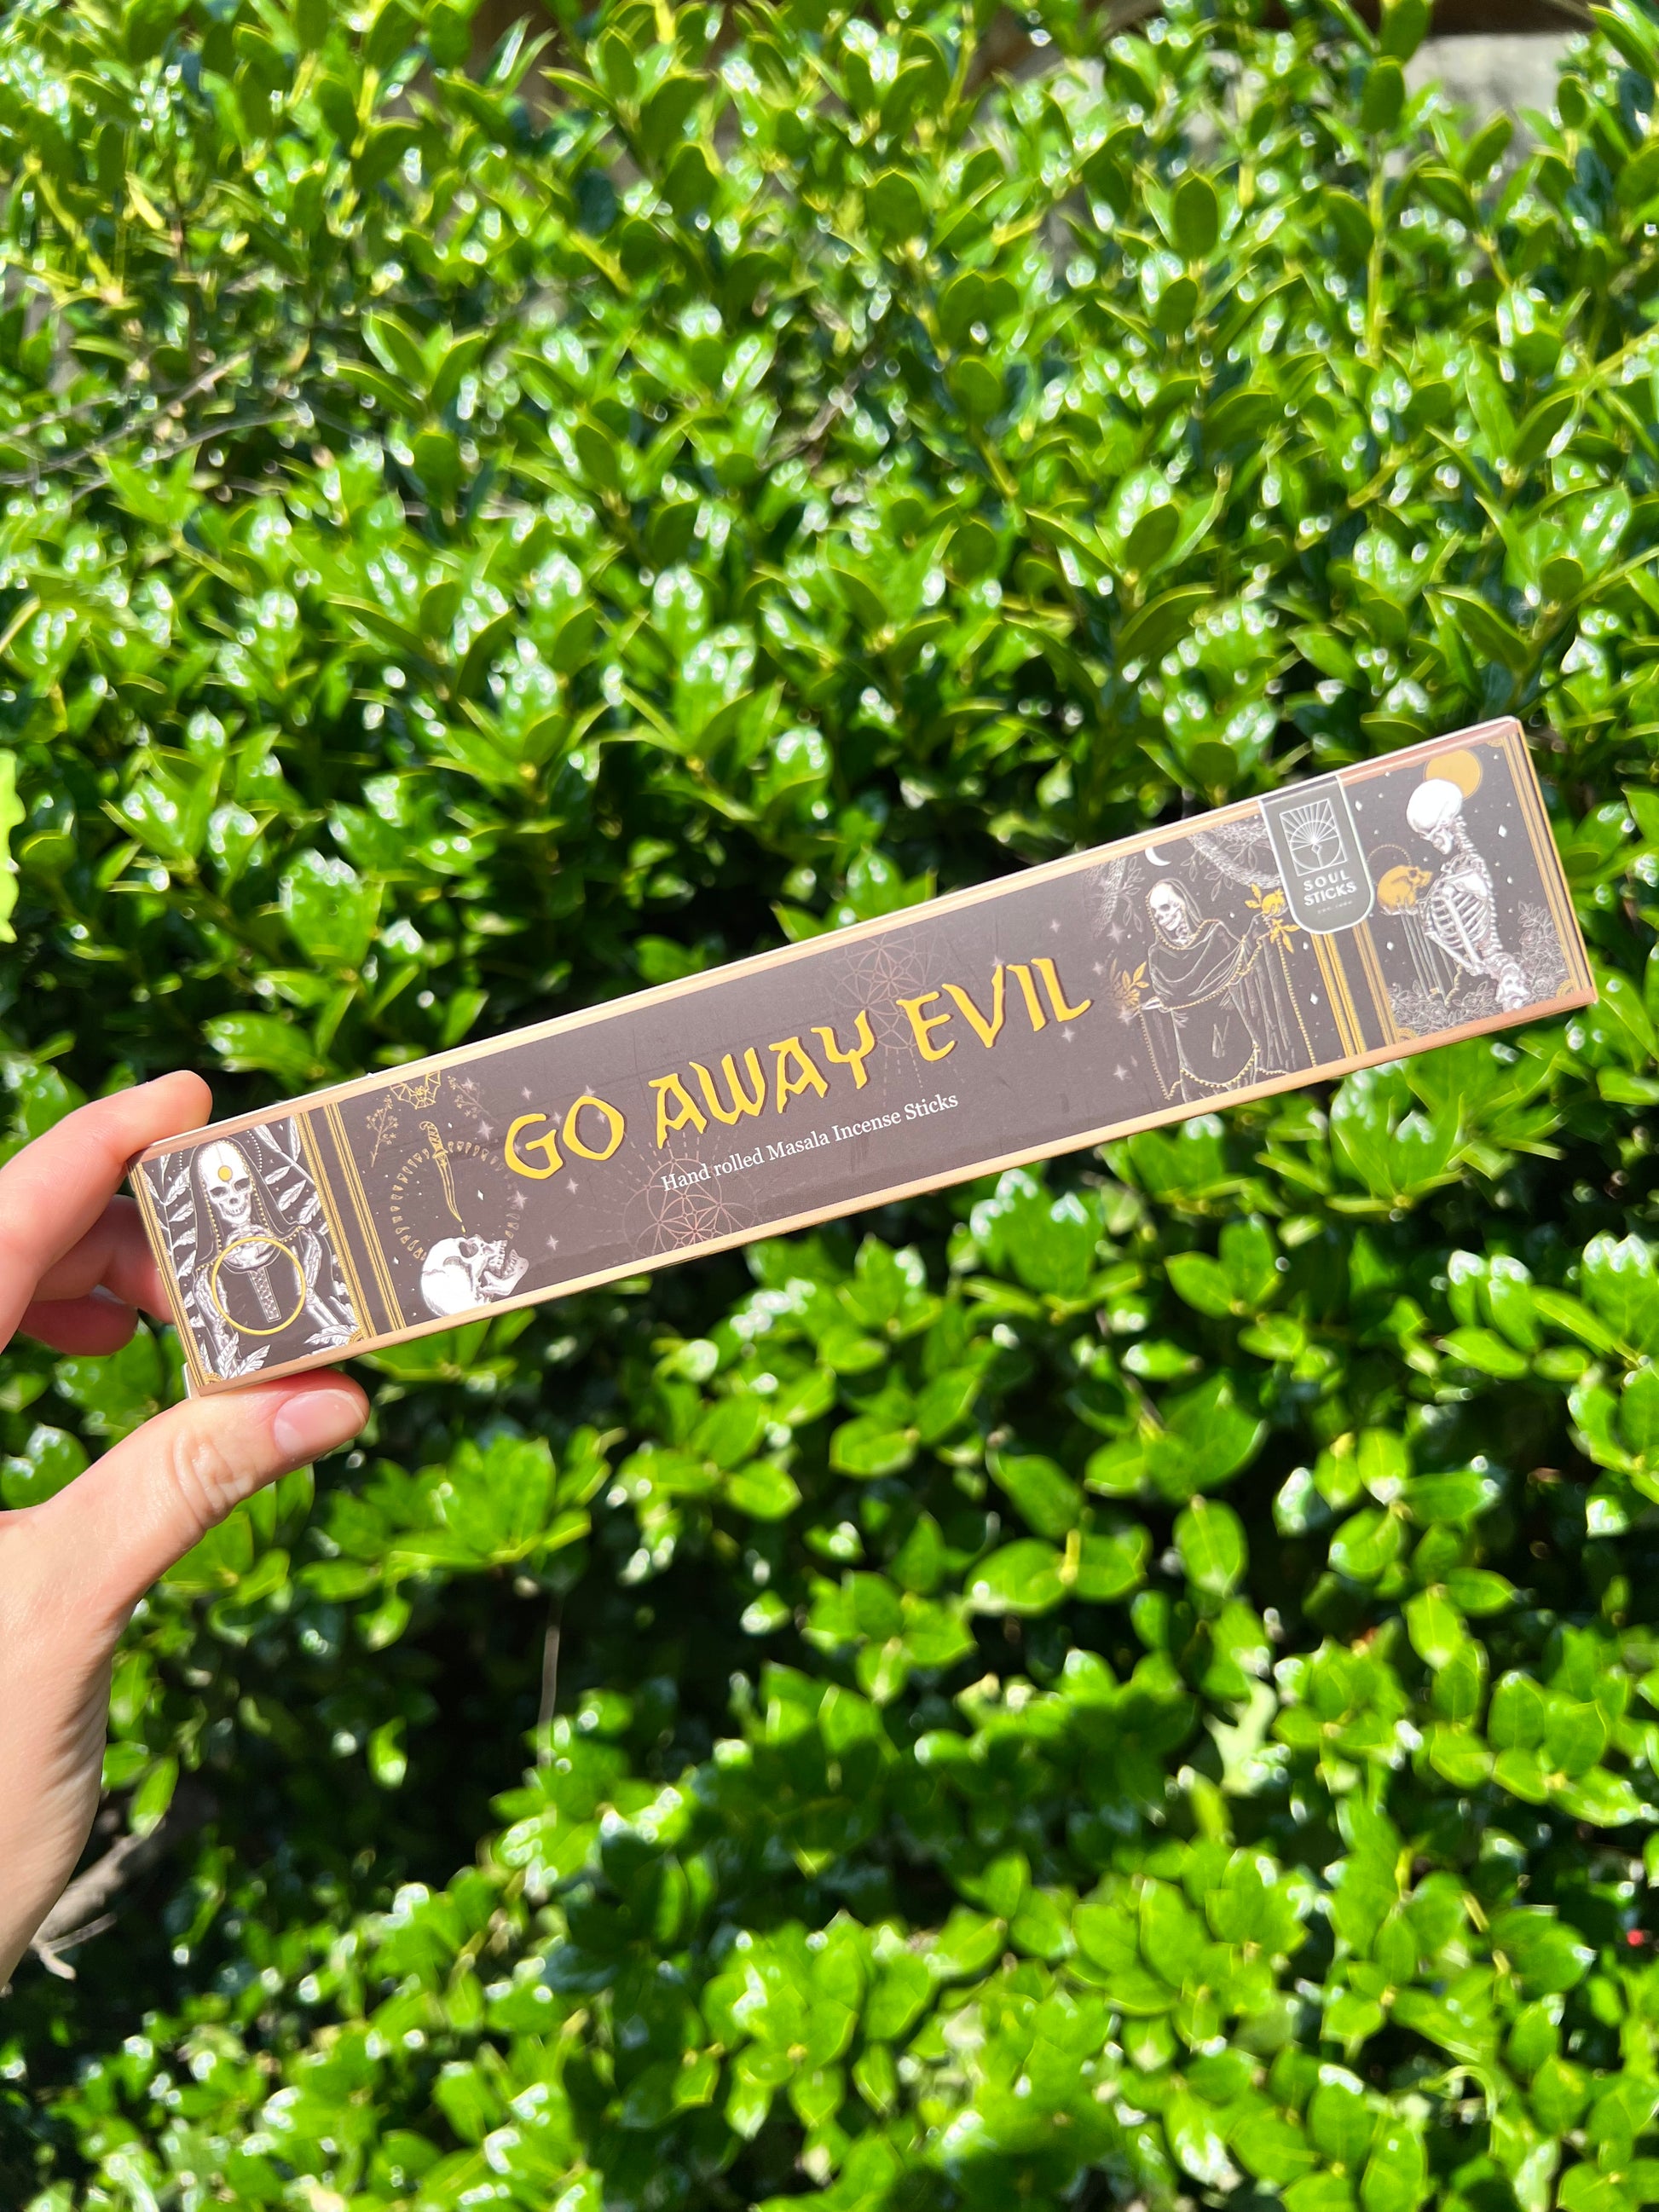 GO AWAY EVIL
Hand rolled Masala Incense Sticks
SOUL
STICKS